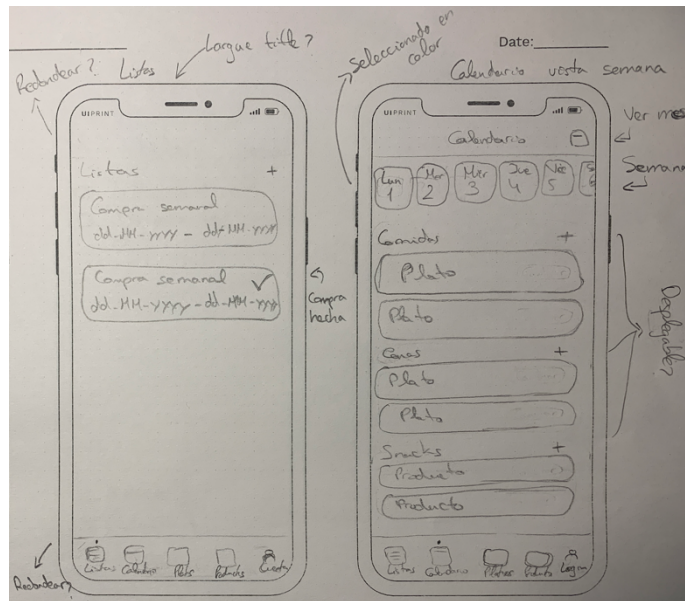 Date:
Redondear?
Listas
Largue title?
UIPRINT
Listas +
Compra semanal
dd-MM-yyyy - dd-MM-yyyy
Compra semanal ✓
dd-MM-yyyy - dd-MM-yyyy
Compra
hecha
Listas Calendario Plats Cuenta
Redondear?
Seleccionado en
color
Calendario vista semana
UIPRINT
Calendario
Ver mes
Lun Mar Mier Jue Vie S
1 2 3 4 5 6
Semana
Comidas +
Plato
Plato
Cenas +
Plato
Plato
Snacks +
Producto
Producto
Desplegable?
Listas Calendario Platos